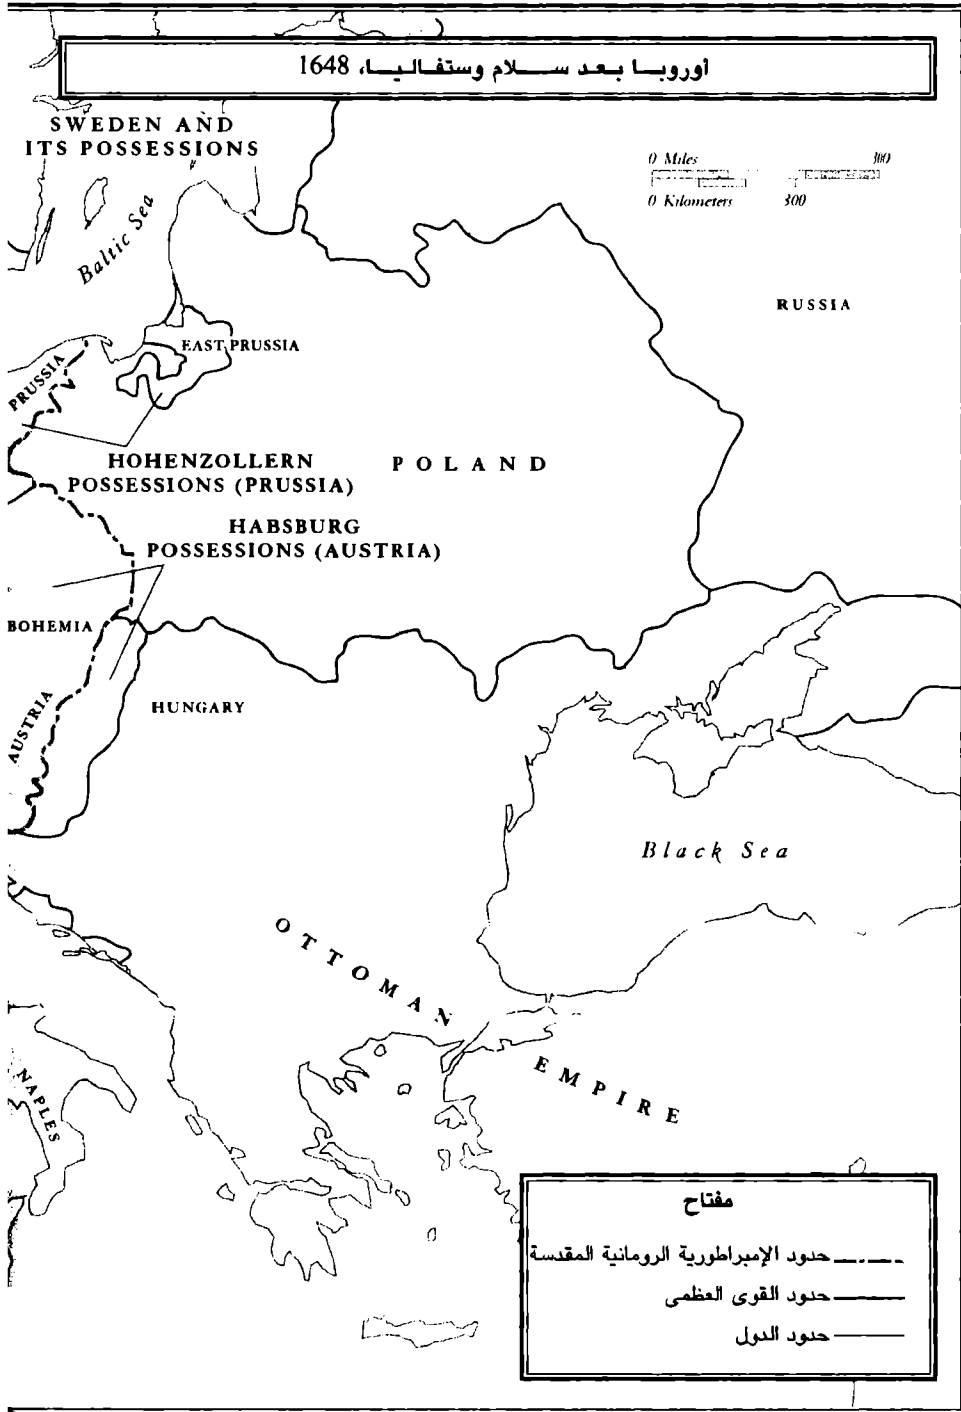 أوروبا بعد سلام وستفاليا، 1648
SWEDEN AND
ITS POSSESSIONS
0 Miles 300
0 Kilometers 300
Baltic Sea
RUSSIA
EAST PRUSSIA
PRUSSIA
HOHENZOLLERN
POSSESSIONS (PRUSSIA)
POLAND
HABSBURG
POSSESSIONS (AUSTRIA)
BOHEMIA
HUNGARY
AUSTRIA
Black Sea
OTTOMAN
EMPIRE
NAPLES
مفتاح
حدود الإمبراطورية الرومانية المقدسة
حدود القوى العظمى
حدود الدول